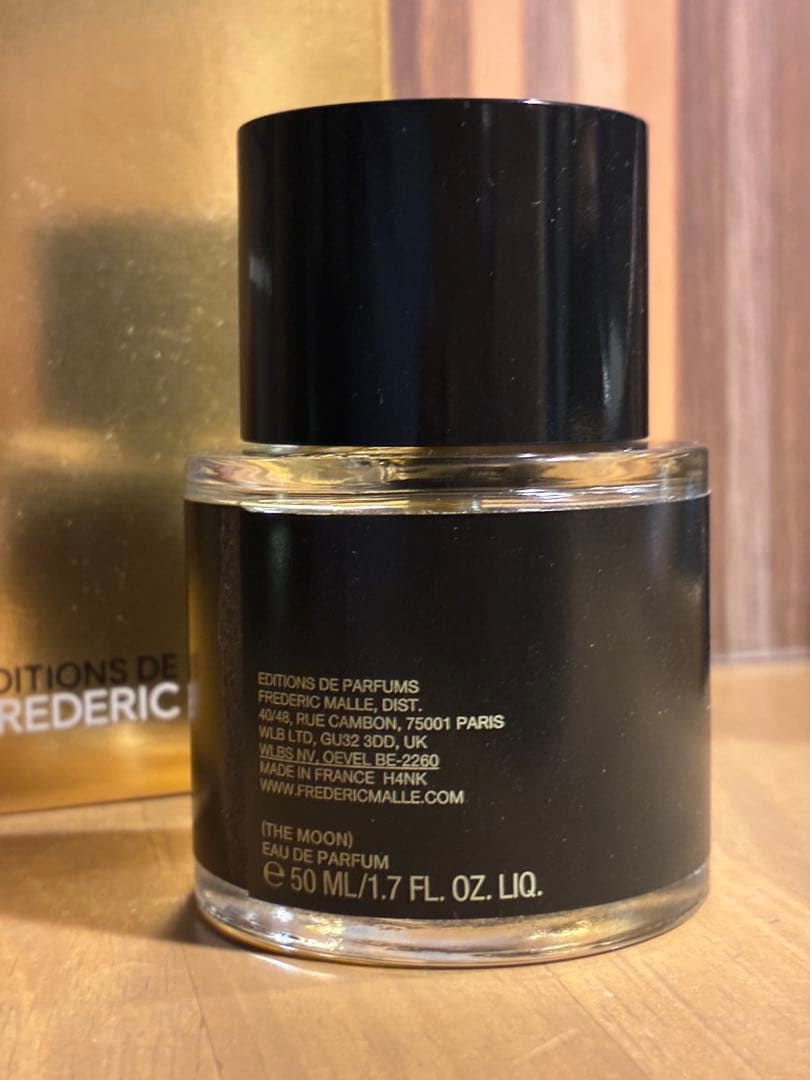 EDITIONS DE PARFUMS
FREDERIC MALLE, DIST.
40/48, RUE CAMBON, 75001 PARIS
WLB LTD, GU32 3DD, UK
WLBS NV, OEVEL BE-2260
MADE IN FRANCE H4NK
WWW.FREDERICMALLE.COM
(THE MOON)
EAU DE PARFUM
℮ 50 ML/1.7 FL. OZ. LIQ.
DITIONS DE
REDERIC